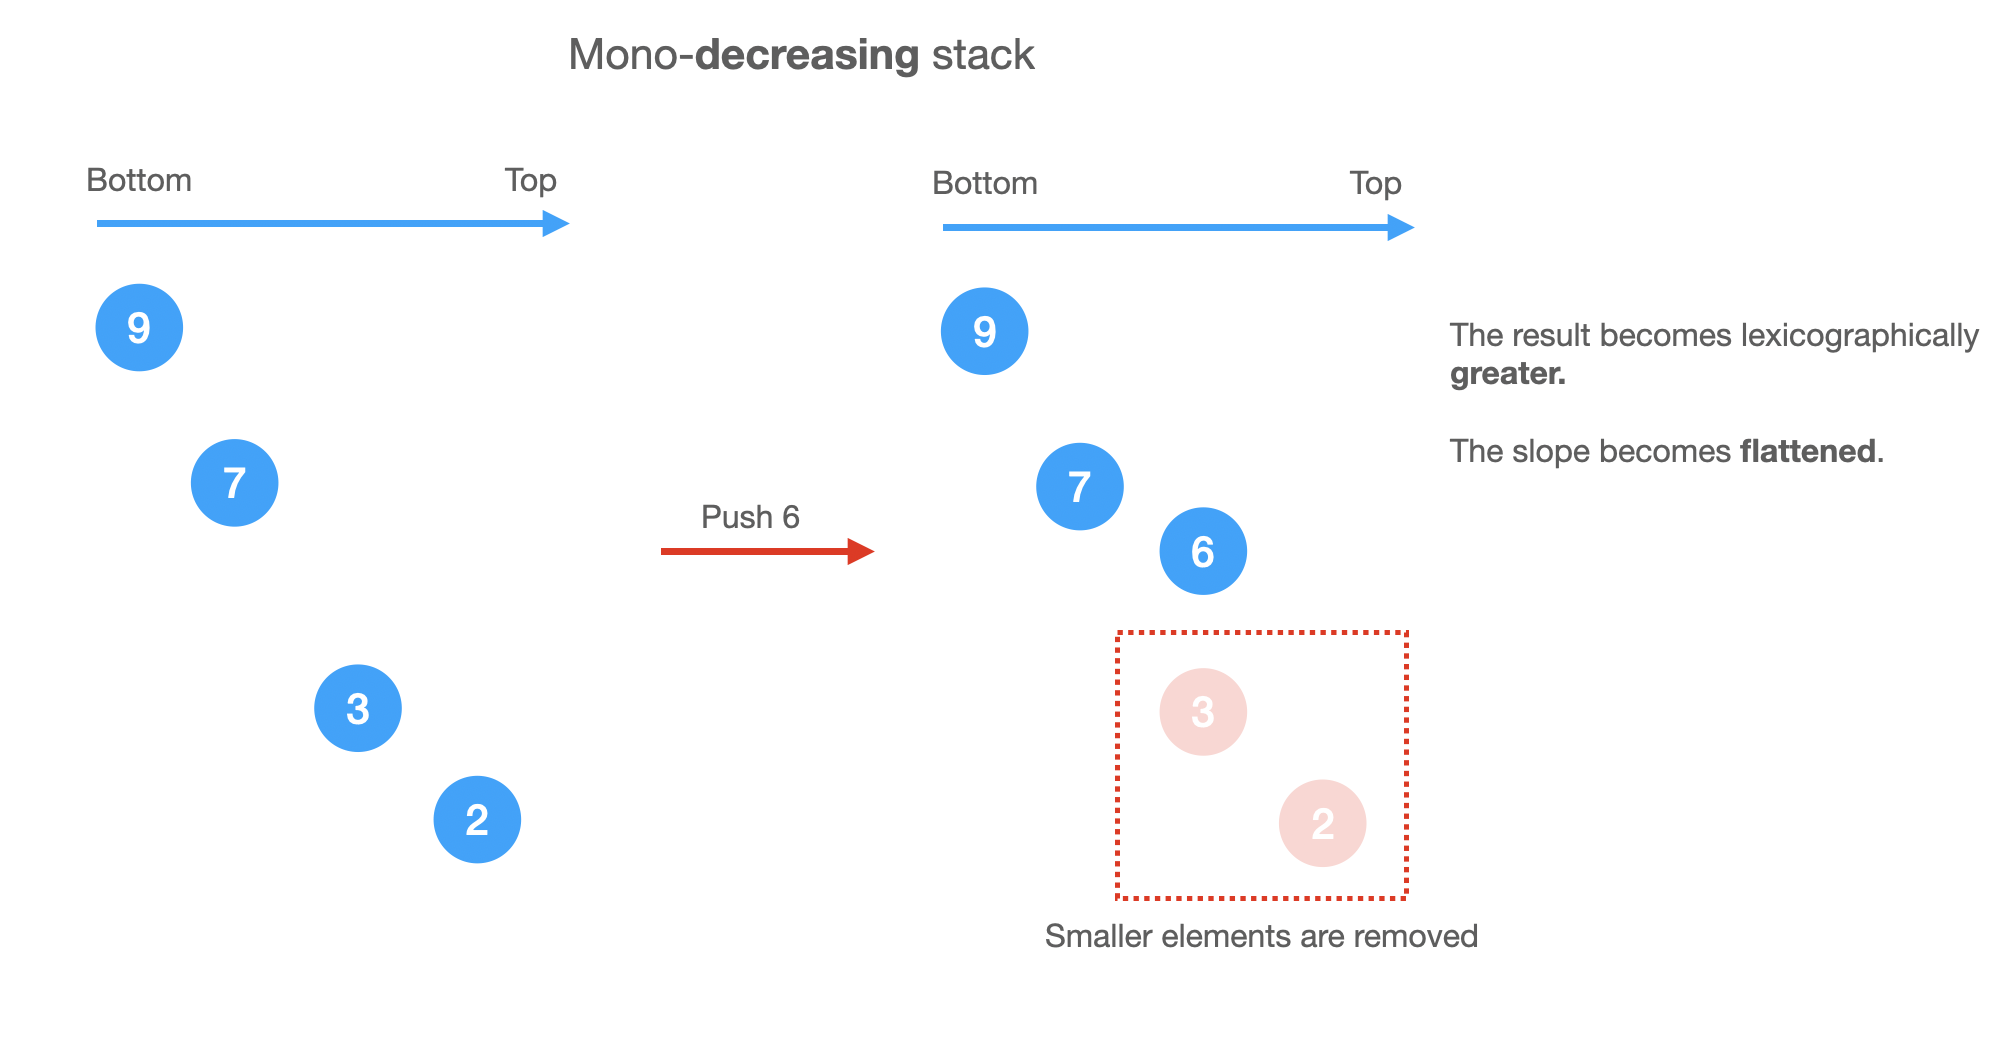 Mono-decreasing stack
Bottom Top
Bottom Top
9
7
3
2
Push 6
9
7
6
3
2
Smaller elements are removed
The result becomes lexicographically
greater.
The slope becomes flattened.